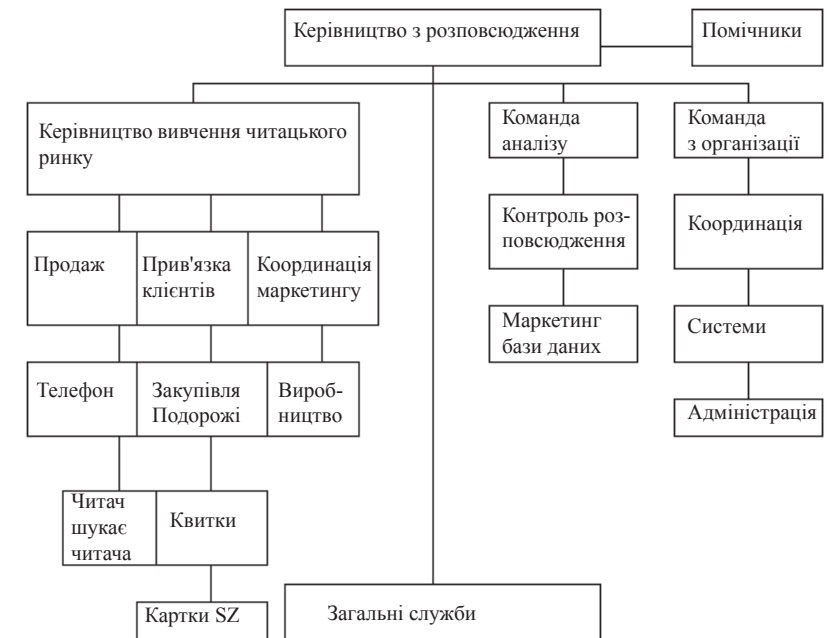 Керівництво з розповсюдження
Помічники
Керівництво вивчення читацького
ринку
Команда
аналізу
Команда
з організації
Контроль роз-
повсюдження
Координація
Продаж
Прив'язка
клієнтів
Координація
маркетингу
Маркетинг
бази даних
Системи
Телефон
Закупівля
Подорожі
Вироб-
ництво
Адміністрація
Читач
шукає
читача
Квитки
Картки SZ
Загальні служби